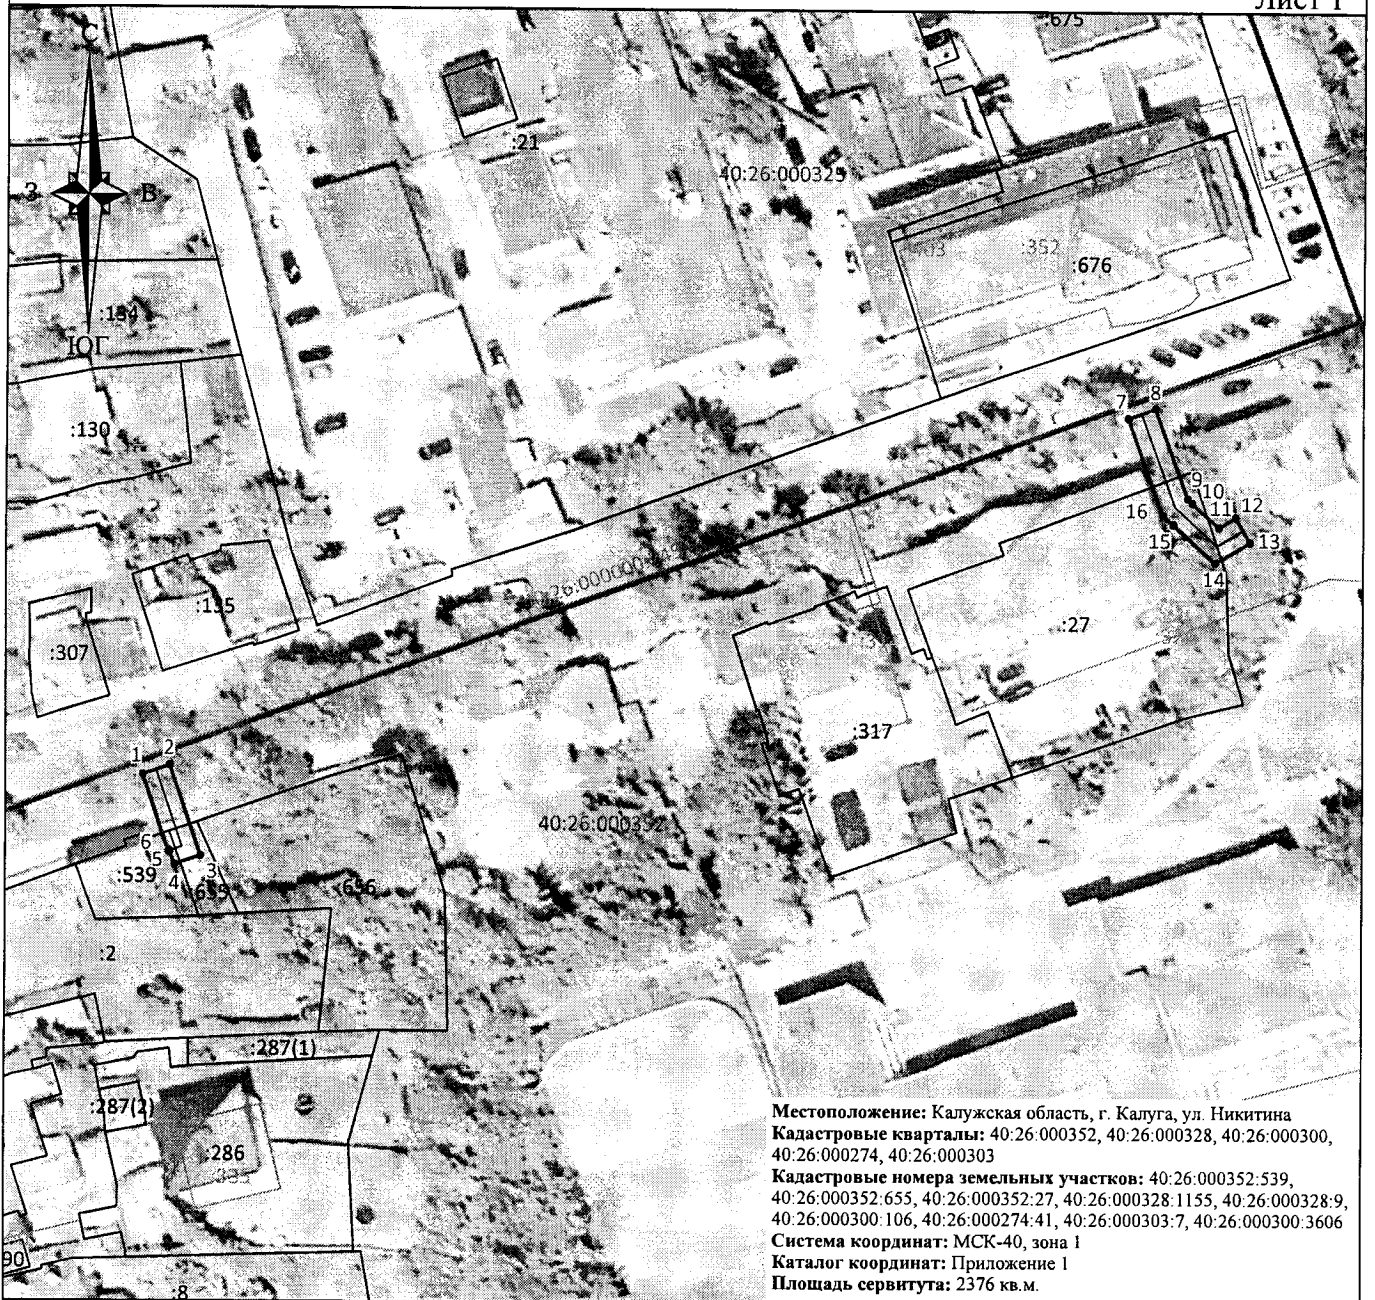 Лист 1
С
:675
:21
40:26:000325
З
В
:352
:676
:134
ЮГ
7
8
:130
9
10
12
16
11
15
13
14
:135
:27
:307
:317
1
2
40:26:000352
6
5
:539
3
4
:655
:656
:2
:287(1)
:287(2)
:286
Местоположение: Калужская область, г. Калуга, ул. Никитина
Кадастровые кварталы: 40:26:000352, 40:26:000328, 40:26:000300,
40:26:000274, 40:26:000303
Кадастровые номера земельных участков: 40:26:000352:539,
40:26:000352:655, 40:26:000352:27, 40:26:000328:1155, 40:26:000328:9,
40:26:000300:106, 40:26:000274:41, 40:26:000303:7, 40:26:000300:3606
Система координат: МСК-40, зона 1
Каталог координат: Приложение 1
Площадь сервитута: 2376 кв.м.
90
:8